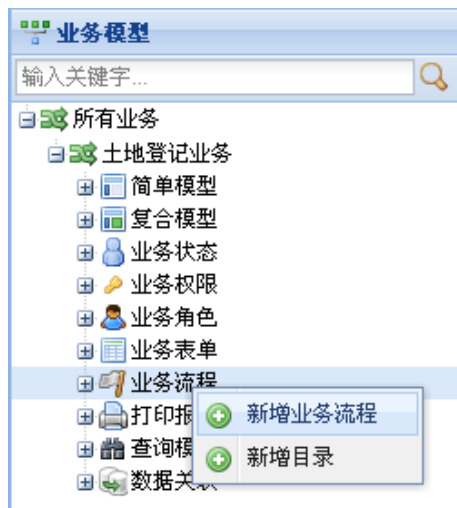 业务模型
输入关键字...
所有业务
土地登记业务
简单模型
复合模型
业务状态
业务权限
业务角色
业务表单
业务流程
新增业务流程
打印报
查询模
新增目录
数据关联